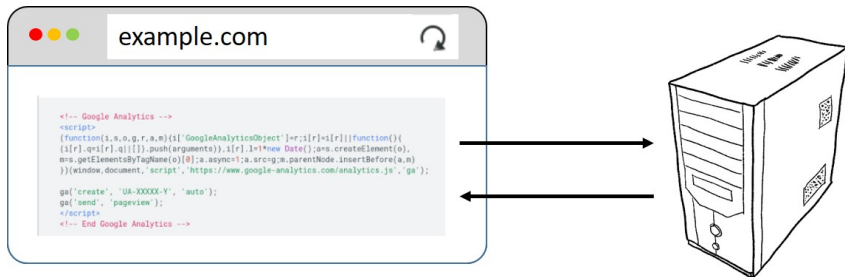 example.com
<!-- Google Analytics -->
<script>
(function(i,s,o,g,r,a,m){i['GoogleAnalyticsObject']=r;i[r]=i[r]||function(){
(i[r].q=i[r].q||[]).push(arguments)},i[r].l=1*new Date();a=s.createElement(o),
m=s.getElementsByTagName(o)[0];a.async=1;a.src=g;m.parentNode.insertBefore(a,m)
})(window,document,'script','https://www.google-analytics.com/analytics.js','ga');
ga('create', 'UA-XXXXX-Y', 'auto');
ga('send', 'pageview');
</script>
<!-- End Google Analytics -->